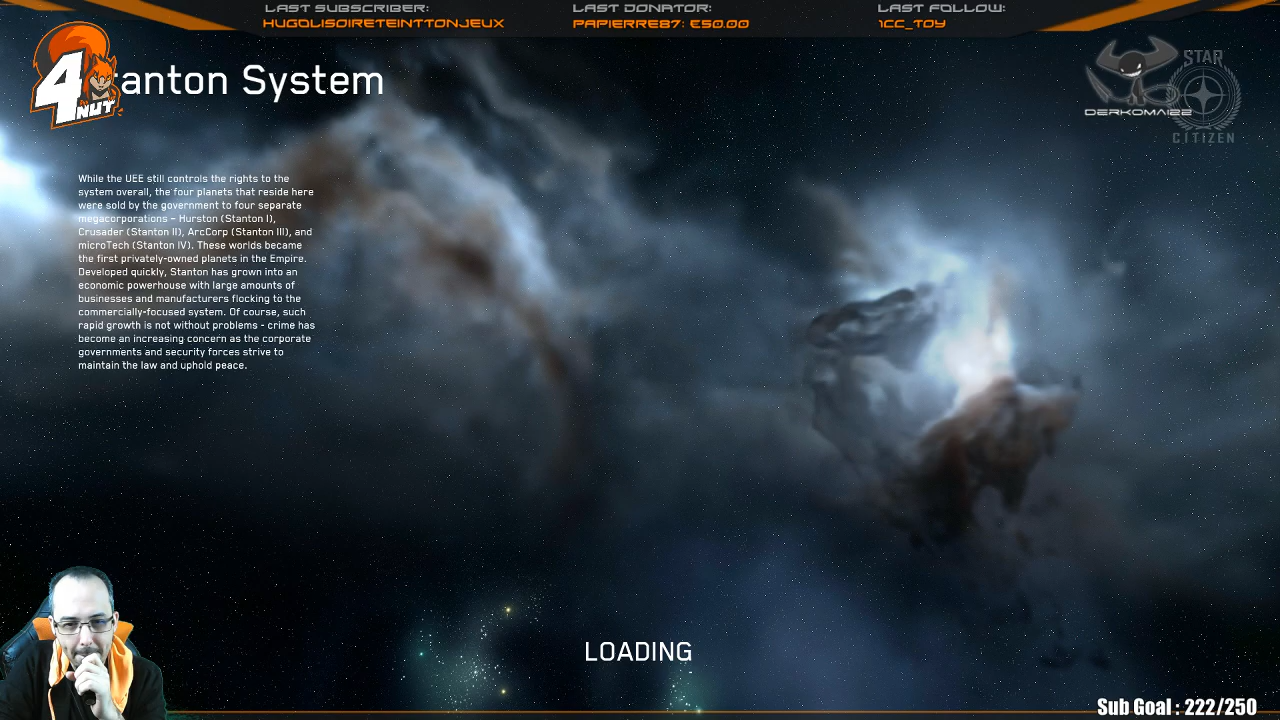 LAST SUBSCRIBER:
HUGOLISOIRETEINTTONJEUX
LAST DONATOR:
PAPIERRE87: €50.00
LAST FOLLOW:
1CC_TOY
4
NUT
anton System
DERKOMAI22
STAR
CITIZEN
While the UEE still controls the rights to the
system overall, the four planets that reside here
were sold by the government to four separate
megacorporations – Hurston (Stanton I),
Crusader (Stanton II), ArcCorp (Stanton III), and
microTech (Stanton IV). These worlds became
the first privately-owned planets in the Empire.
Developed quickly, Stanton has grown into an
economic powerhouse with large amounts of
businesses and manufacturers flocking to the
commercially-focused system. Of course, such
rapid growth is not without problems - crime has
become an increasing concern as the corporate
governments and security forces strive to
maintain the law and uphold peace.
LOADING
Sub Goal : 222/250